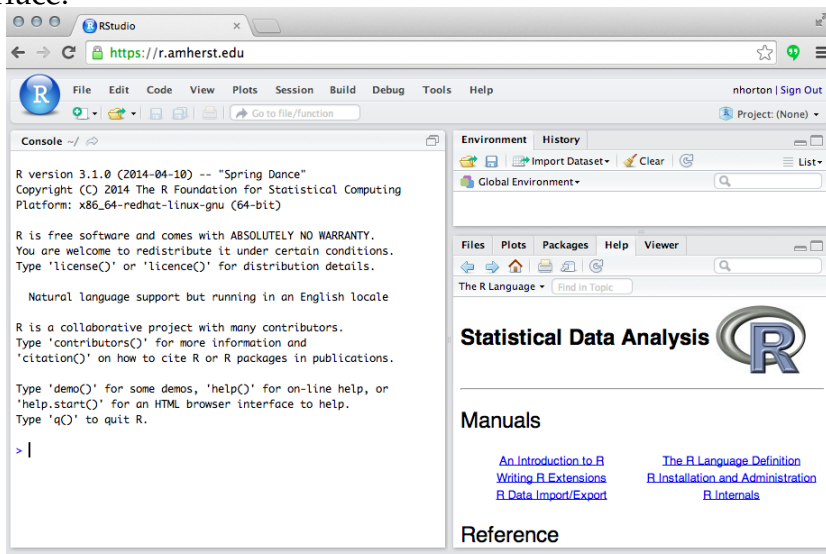 RStudio
https://r.amherst.edu
R
File Edit Code View Plots Session Build Debug Tools Help
nhorton | Sign Out
Go to file/function
Project: (None)
Console ~/
R version 3.1.0 (2014-04-10) -- "Spring Dance"
Copyright (C) 2014 The R Foundation for Statistical Computing
Platform: x86_64-redhat-linux-gnu (64-bit)
R is free software and comes with ABSOLUTELY NO WARRANTY.
You are welcome to redistribute it under certain conditions.
Type 'license()' or 'licence()' for distribution details.
Natural language support but running in an English locale
R is a collaborative project with many contributors.
Type 'contributors()' for more information and
'citation()' on how to cite R or R packages in publications.
Type 'demo()' for some demos, 'help()' for on-line help, or
'help.start()' for an HTML browser interface to help.
Type 'q()' to quit R.
>
Environment History
Import Dataset Clear List
Global Environment
Files Plots Packages Help Viewer
The R Language Find in Topic
Statistical Data Analysis R
Manuals
An Introduction to R The R Language Definition
Writing R Extensions R Installation and Administration
R Data Import/Export R Internals
Reference